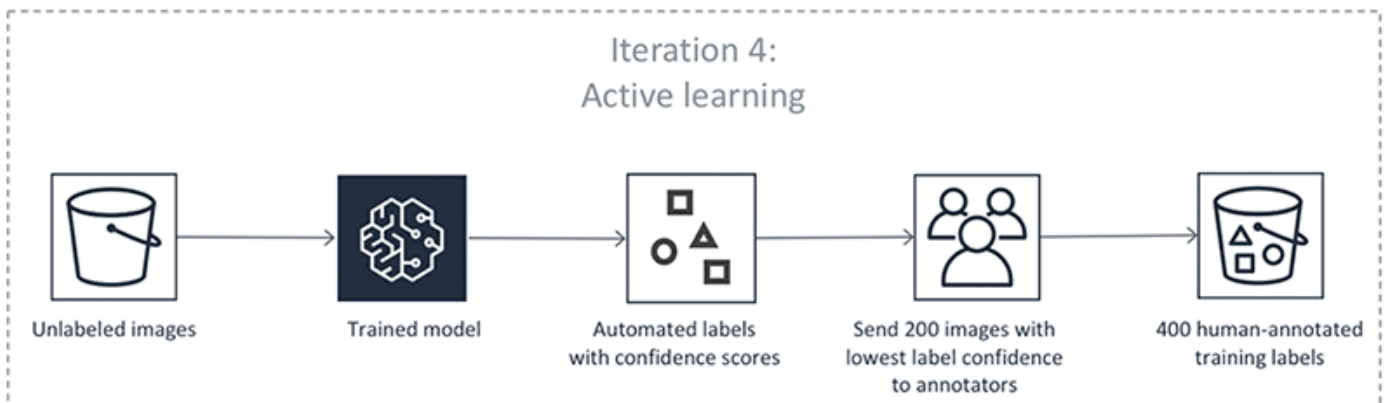 Iteration 4:
Active learning
Unlabeled images
Trained model
Automated labels
with confidence scores
Send 200 images with
lowest label confidence
to annotators
400 human-annotated
training labels